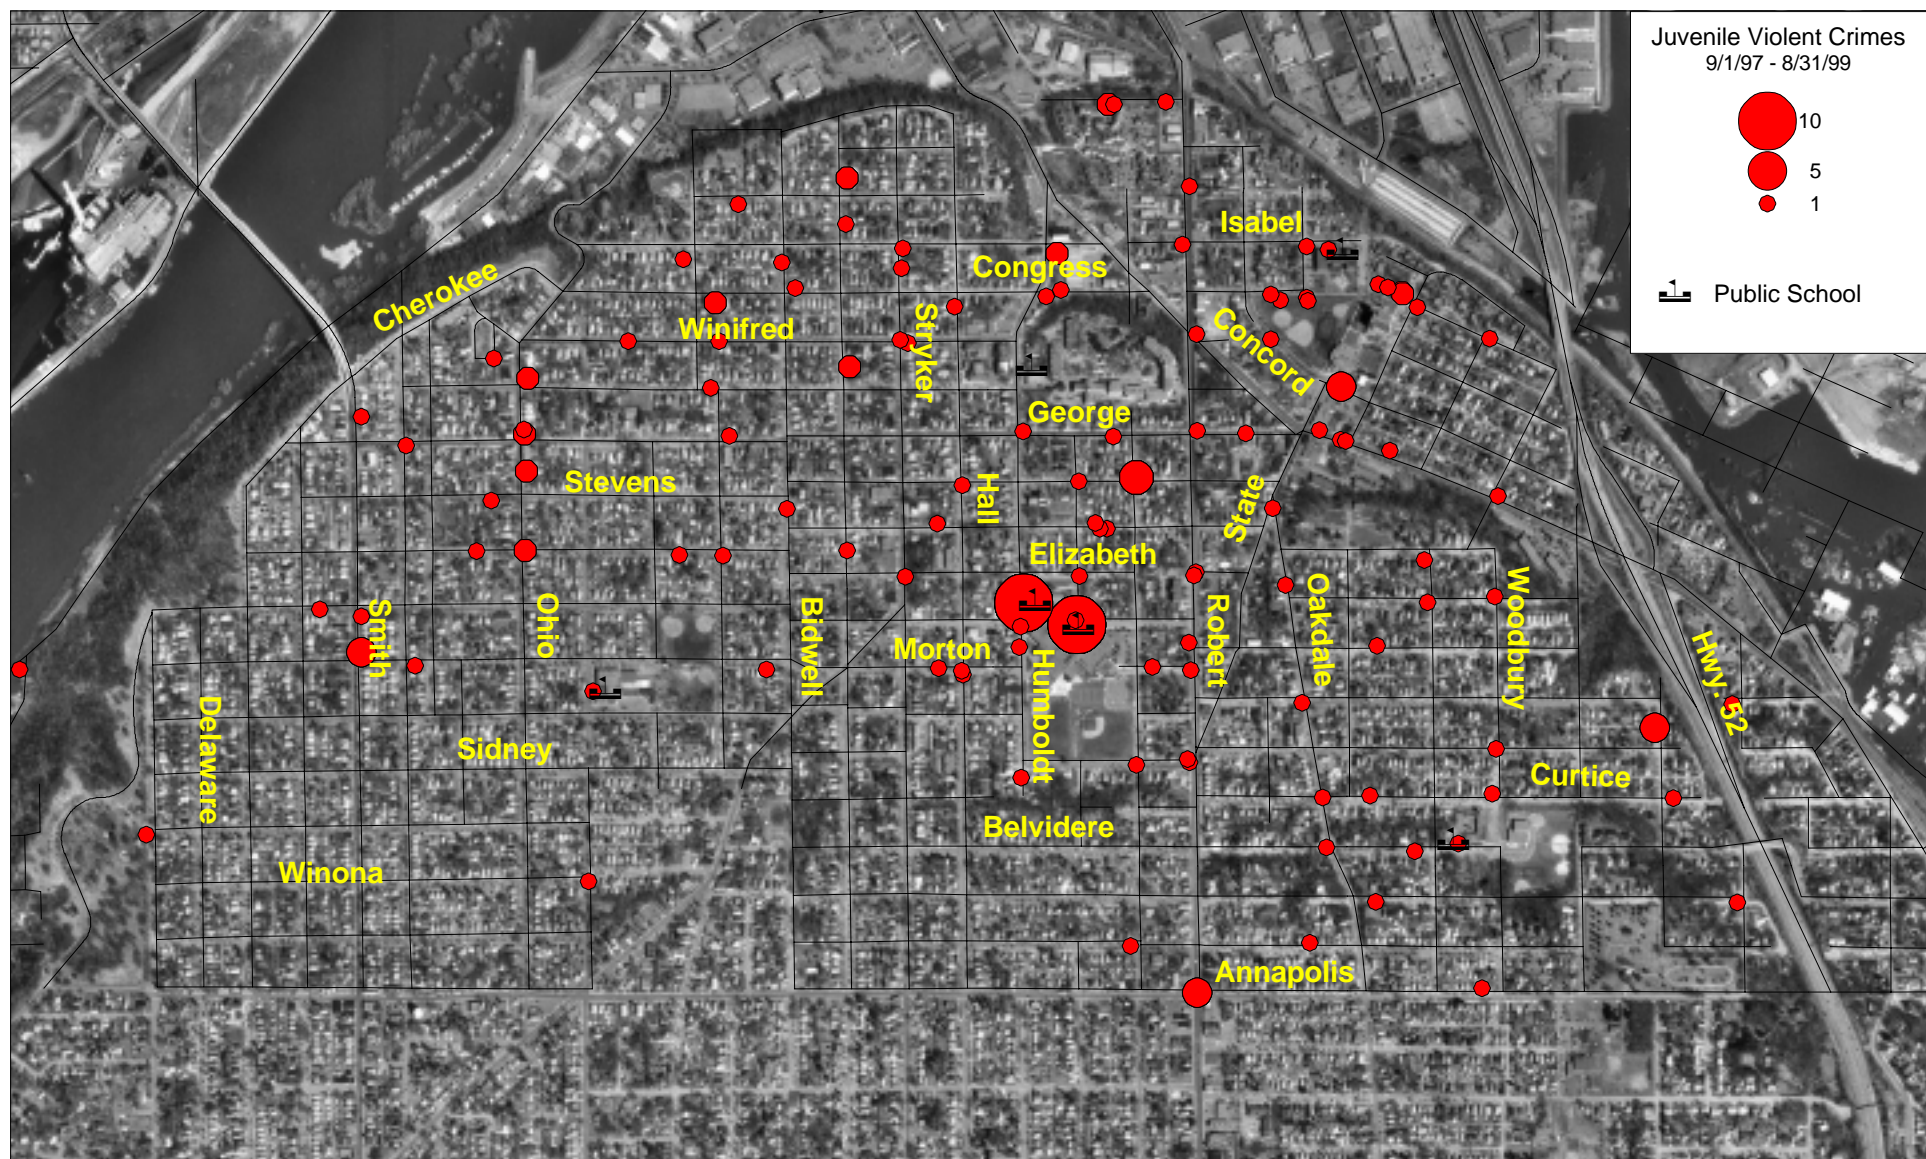 Juvenile Violent Crimes
9/1/97 - 8/31/99
10
5
1
Public School
Isabel
Congress
Cherokee
Winifred
Stryker
Concord
George
Stevens
Hall
State
Elizabeth
Smith
Ohio
Bidwell
Morton
Humboldt
Robert
Oakdale
Woodbury
Hwy. 52
Delaware
Sidney
Curtice
Belvidere
Winona
Annapolis